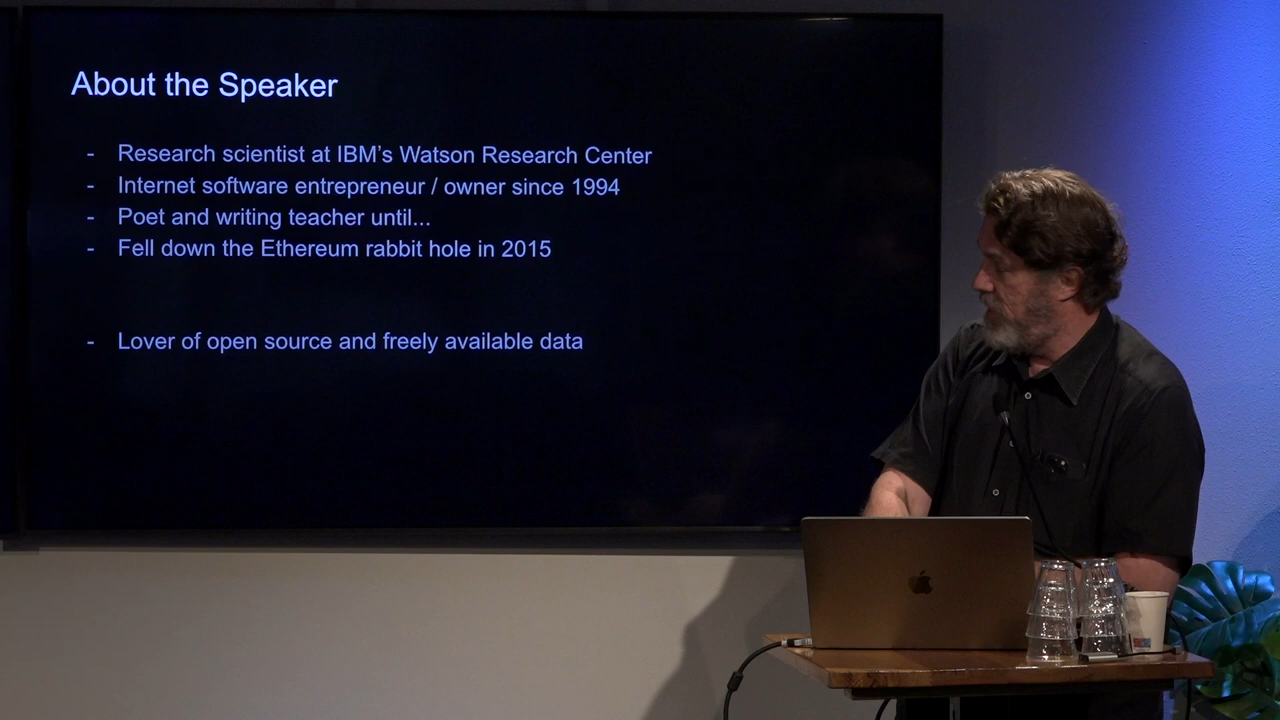 About the Speaker
- Research scientist at IBM's Watson Research Center
- Internet software entrepreneur / owner since 1994
- Poet and writing teacher until...
- Fell down the Ethereum rabbit hole in 2015
- Lover of open source and freely available data